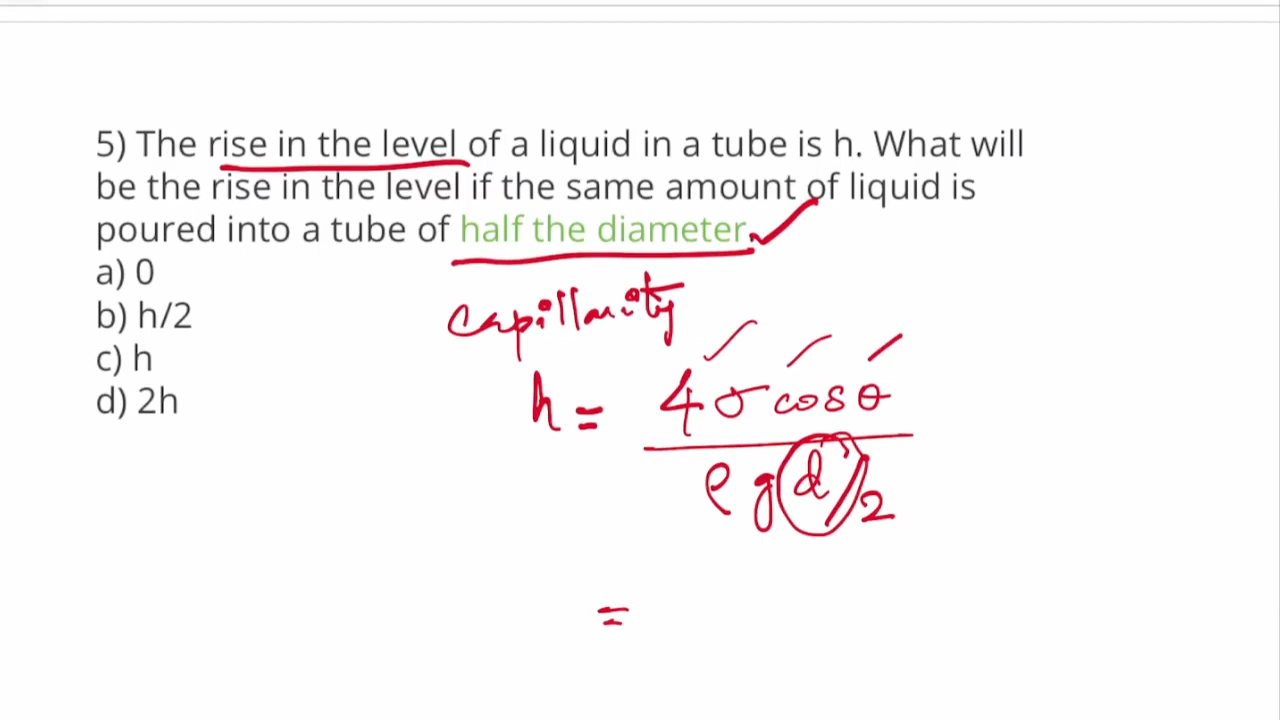 5) The rise in the level of a liquid in a tube is h. What will
be the rise in the level if the same amount of liquid is
poured into a tube of half the diameter.
a) 0
b) h/2
c) h
d) 2h
capillarity
h = 4 σ cos θ
ρ g (d)/2
=